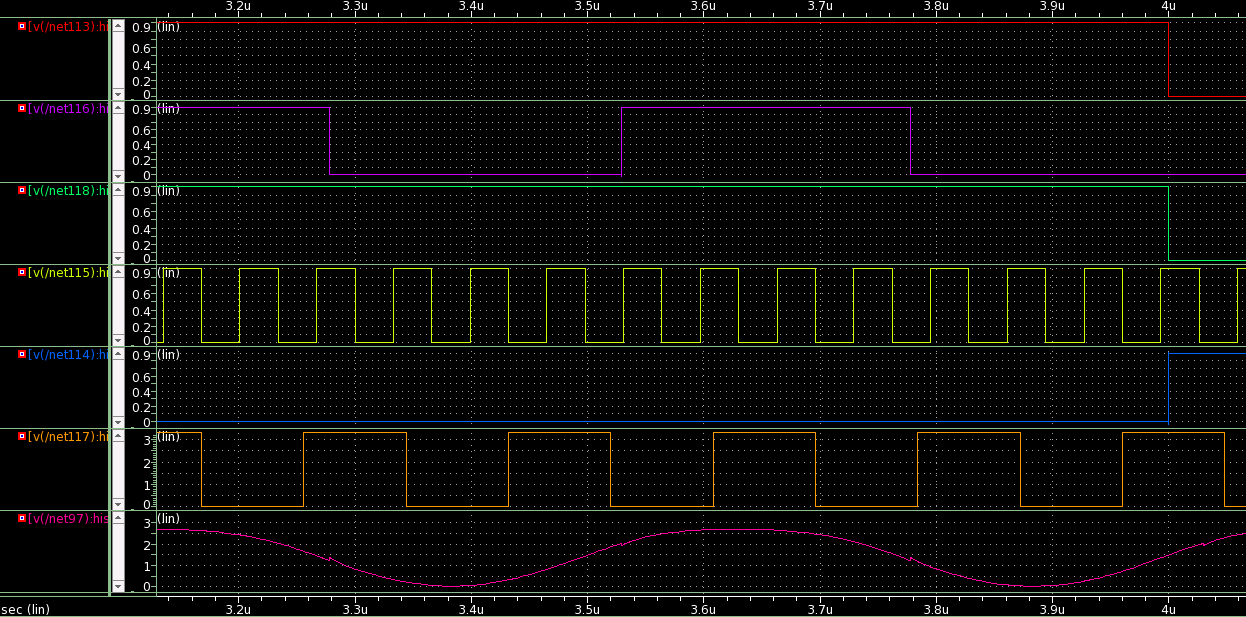 3.2u 3.3u 3.4u 3.5u 3.6u 3.7u 3.8u 3.9u 4u
[v(/net113):hi 0.9 (lin)
0.6
0.4
0.2
0
[v(/net116):hi 0.9 (lin)
0.6
0.4
0.2
0
[v(/net118):hi 0.9 (lin)
0.6
0.4
0.2
0
[v(/net115):hi 0.9 (lin)
0.6
0.4
0.2
0
[v(/net114):hi 0.9 (lin)
0.6
0.4
0.2
0
[v(/net117):hi 3 (lin)
2
1
0
[v(/net97):his 3 (lin)
2
1
0
sec (lin) 3.2u 3.3u 3.4u 3.5u 3.6u 3.7u 3.8u 3.9u 4u